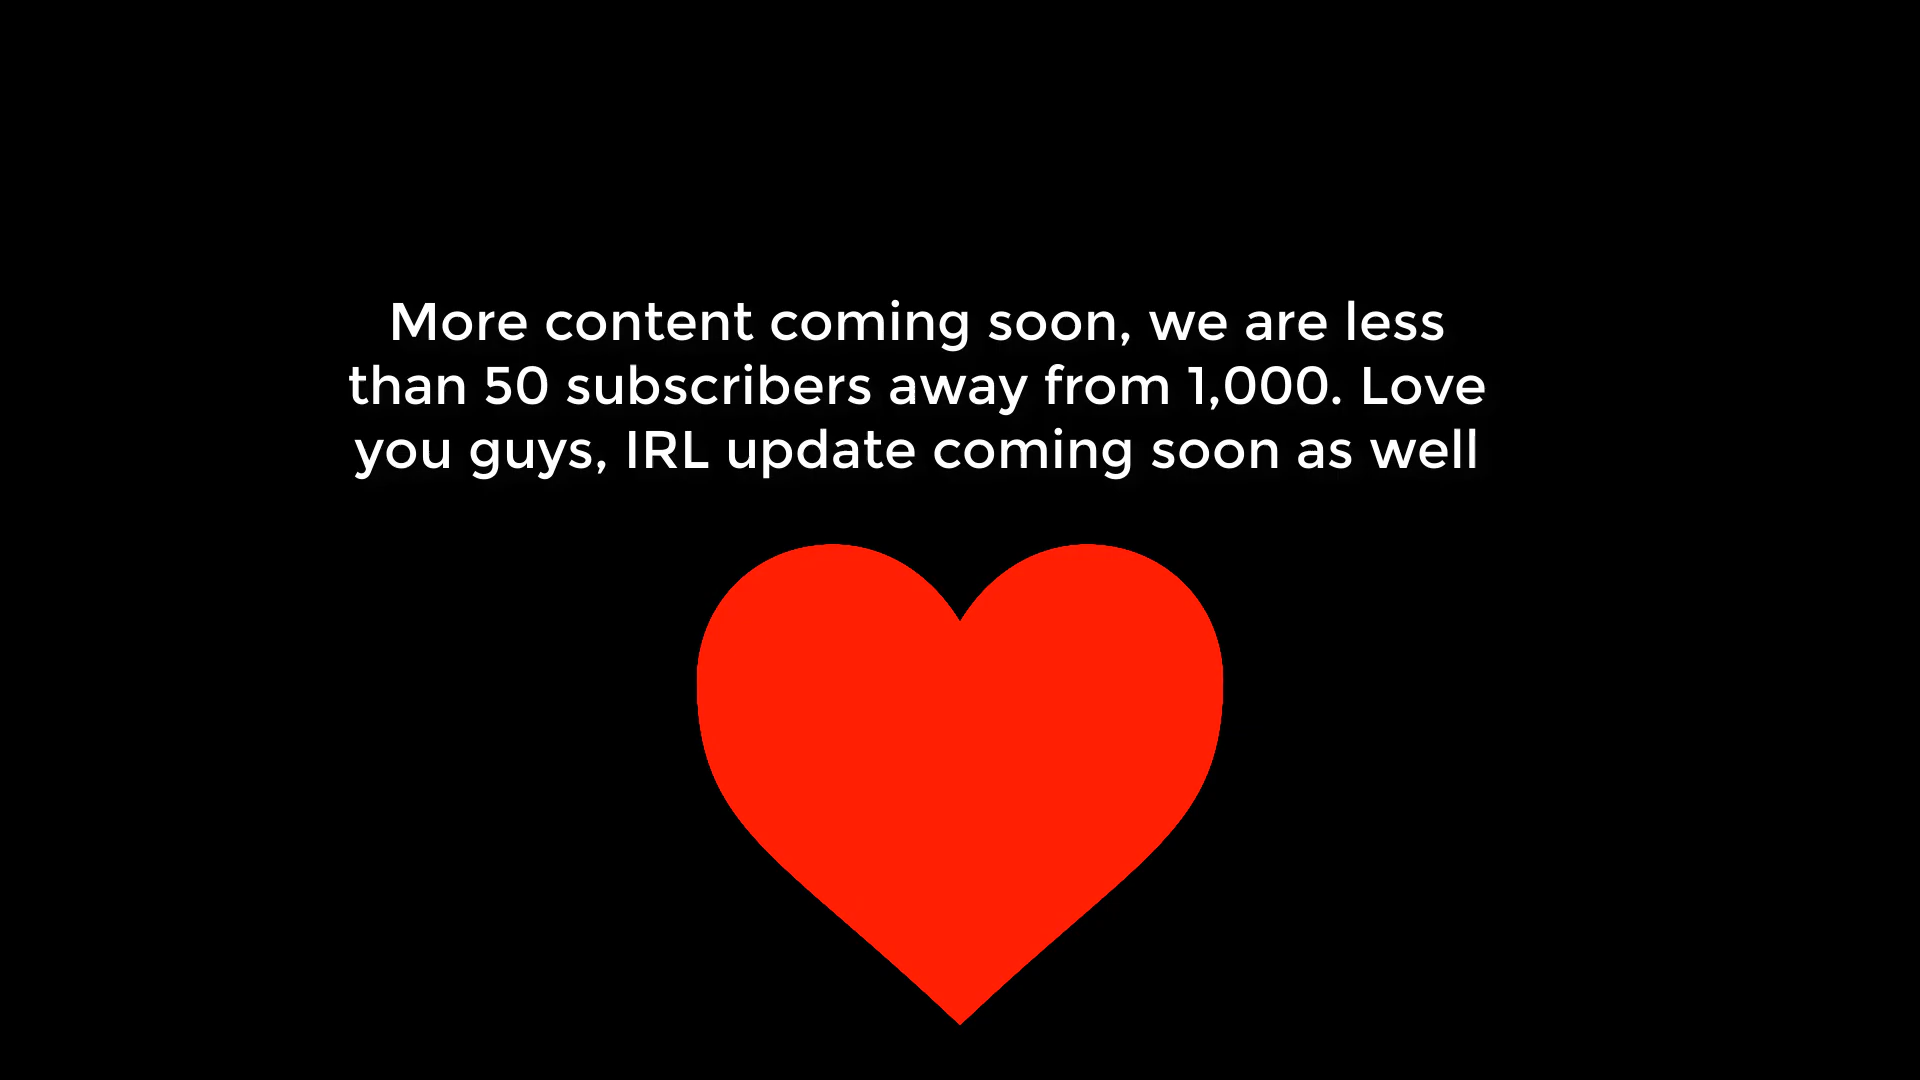 More content coming soon, we are less
than 50 subscribers away from 1,000. Love
you guys, IRL update coming soon as well